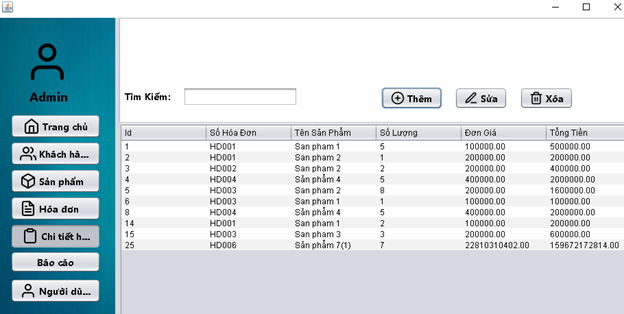 Admin
Trang chủ
Khách hà...
Sản phẩm
Hóa đơn
Chi tiết h...
Báo cáo
Người dù...
Tìm Kiếm:
Thêm
Sửa
Xóa
Id Số Hóa Đơn Tên Sản Phẩm Số Lượng Đơn Giá Tổng Tiền
1 HD001 San pham 1 5 100000.00 500000.00
2 HD001 San pham 2 1 200000.00 200000.00
3 HD002 San pham 2 2 200000.00 400000.00
4 HD004 Sản phẩm 4 5 400000.00 2000000.00
5 HD003 San pham 2 8 200000.00 1600000.00
6 HD003 San pham 1 1 100000.00 100000.00
8 HD004 Sản phẩm 4 5 400000.00 2000000.00
14 HD001 San pham 1 2 100000.00 200000.00
15 HD003 San pham 3 3 200000.00 600000.00
25 HD006 Sản phẩm 7(1) 7 22810310402.00 159672172814.00